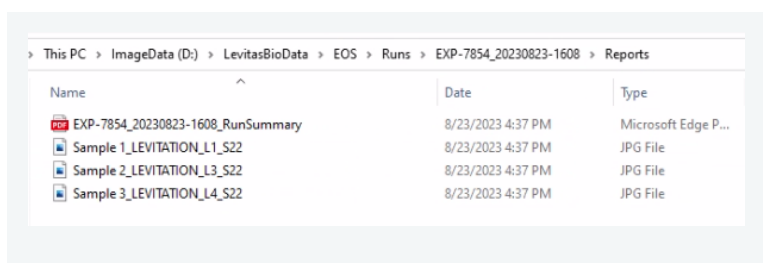 › This PC › ImageData (D:) › LevitasBioData › EOS › Runs › EXP-7854_20230823-1608 › Reports
Name Date Type
PDF EXP-7854_20230823-1608_RunSummary 8/23/2023 4:37 PM Microsoft Edge P...
Sample 1_LEVITATION_L1_S22 8/23/2023 4:37 PM JPG File
Sample 2_LEVITATION_L3_S22 8/23/2023 4:37 PM JPG File
Sample 3_LEVITATION_L4_S22 8/23/2023 4:37 PM JPG File